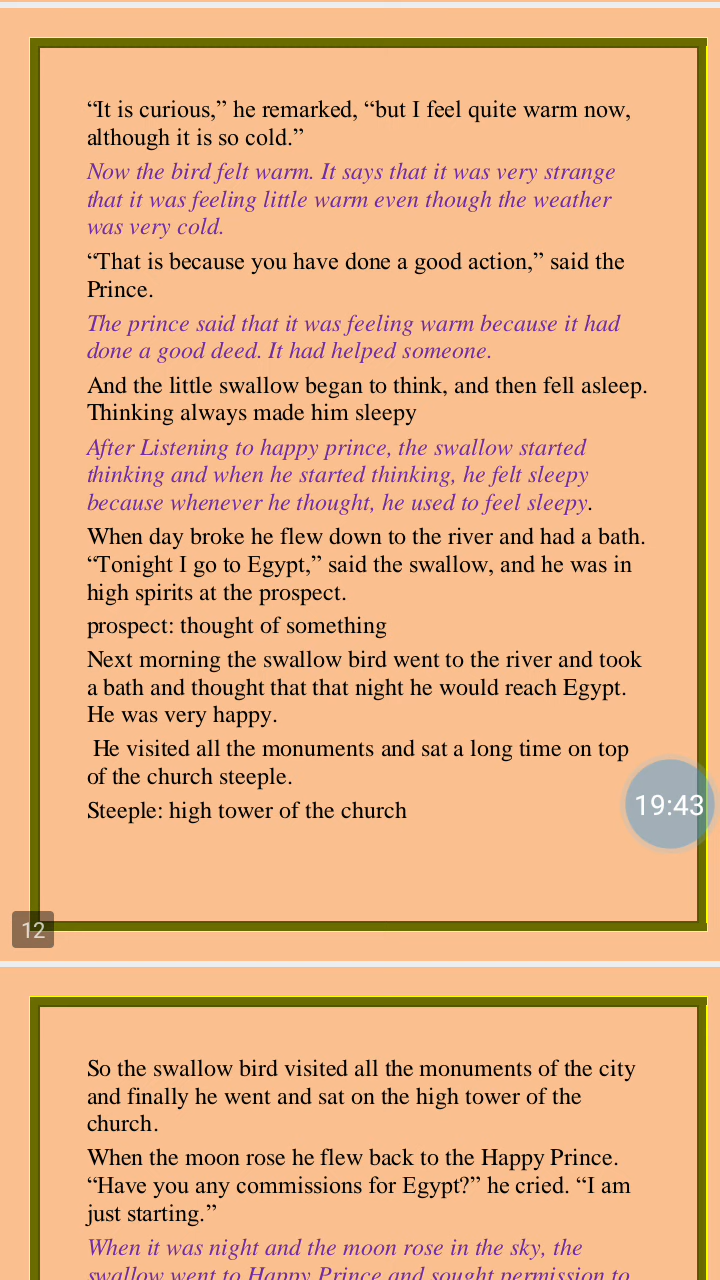 “It is curious,” he remarked, “but I feel quite warm now,
although it is so cold.”
Now the bird felt warm. It says that it was very strange
that it was feeling little warm even though the weather
was very cold.
“That is because you have done a good action,” said the
Prince.
The prince said that it was feeling warm because it had
done a good deed. It had helped someone.
And the little swallow began to think, and then fell asleep.
Thinking always made him sleepy
After Listening to happy prince, the swallow started
thinking and when he started thinking, he felt sleepy
because whenever he thought, he used to feel sleepy.
When day broke he flew down to the river and had a bath.
“Tonight I go to Egypt,” said the swallow, and he was in
high spirits at the prospect.
prospect: thought of something
Next morning the swallow bird went to the river and took
a bath and thought that that night he would reach Egypt.
He was very happy.
He visited all the monuments and sat a long time on top
of the church steeple.
19:43
Steeple: high tower of the church
12
So the swallow bird visited all the monuments of the city
and finally he went and sat on the high tower of the
church.
When the moon rose he flew back to the Happy Prince.
“Have you any commissions for Egypt?” he cried. “I am
just starting.”
When it was night and the moon rose in the sky, the
swallow went to Happy Prince and sought permission to